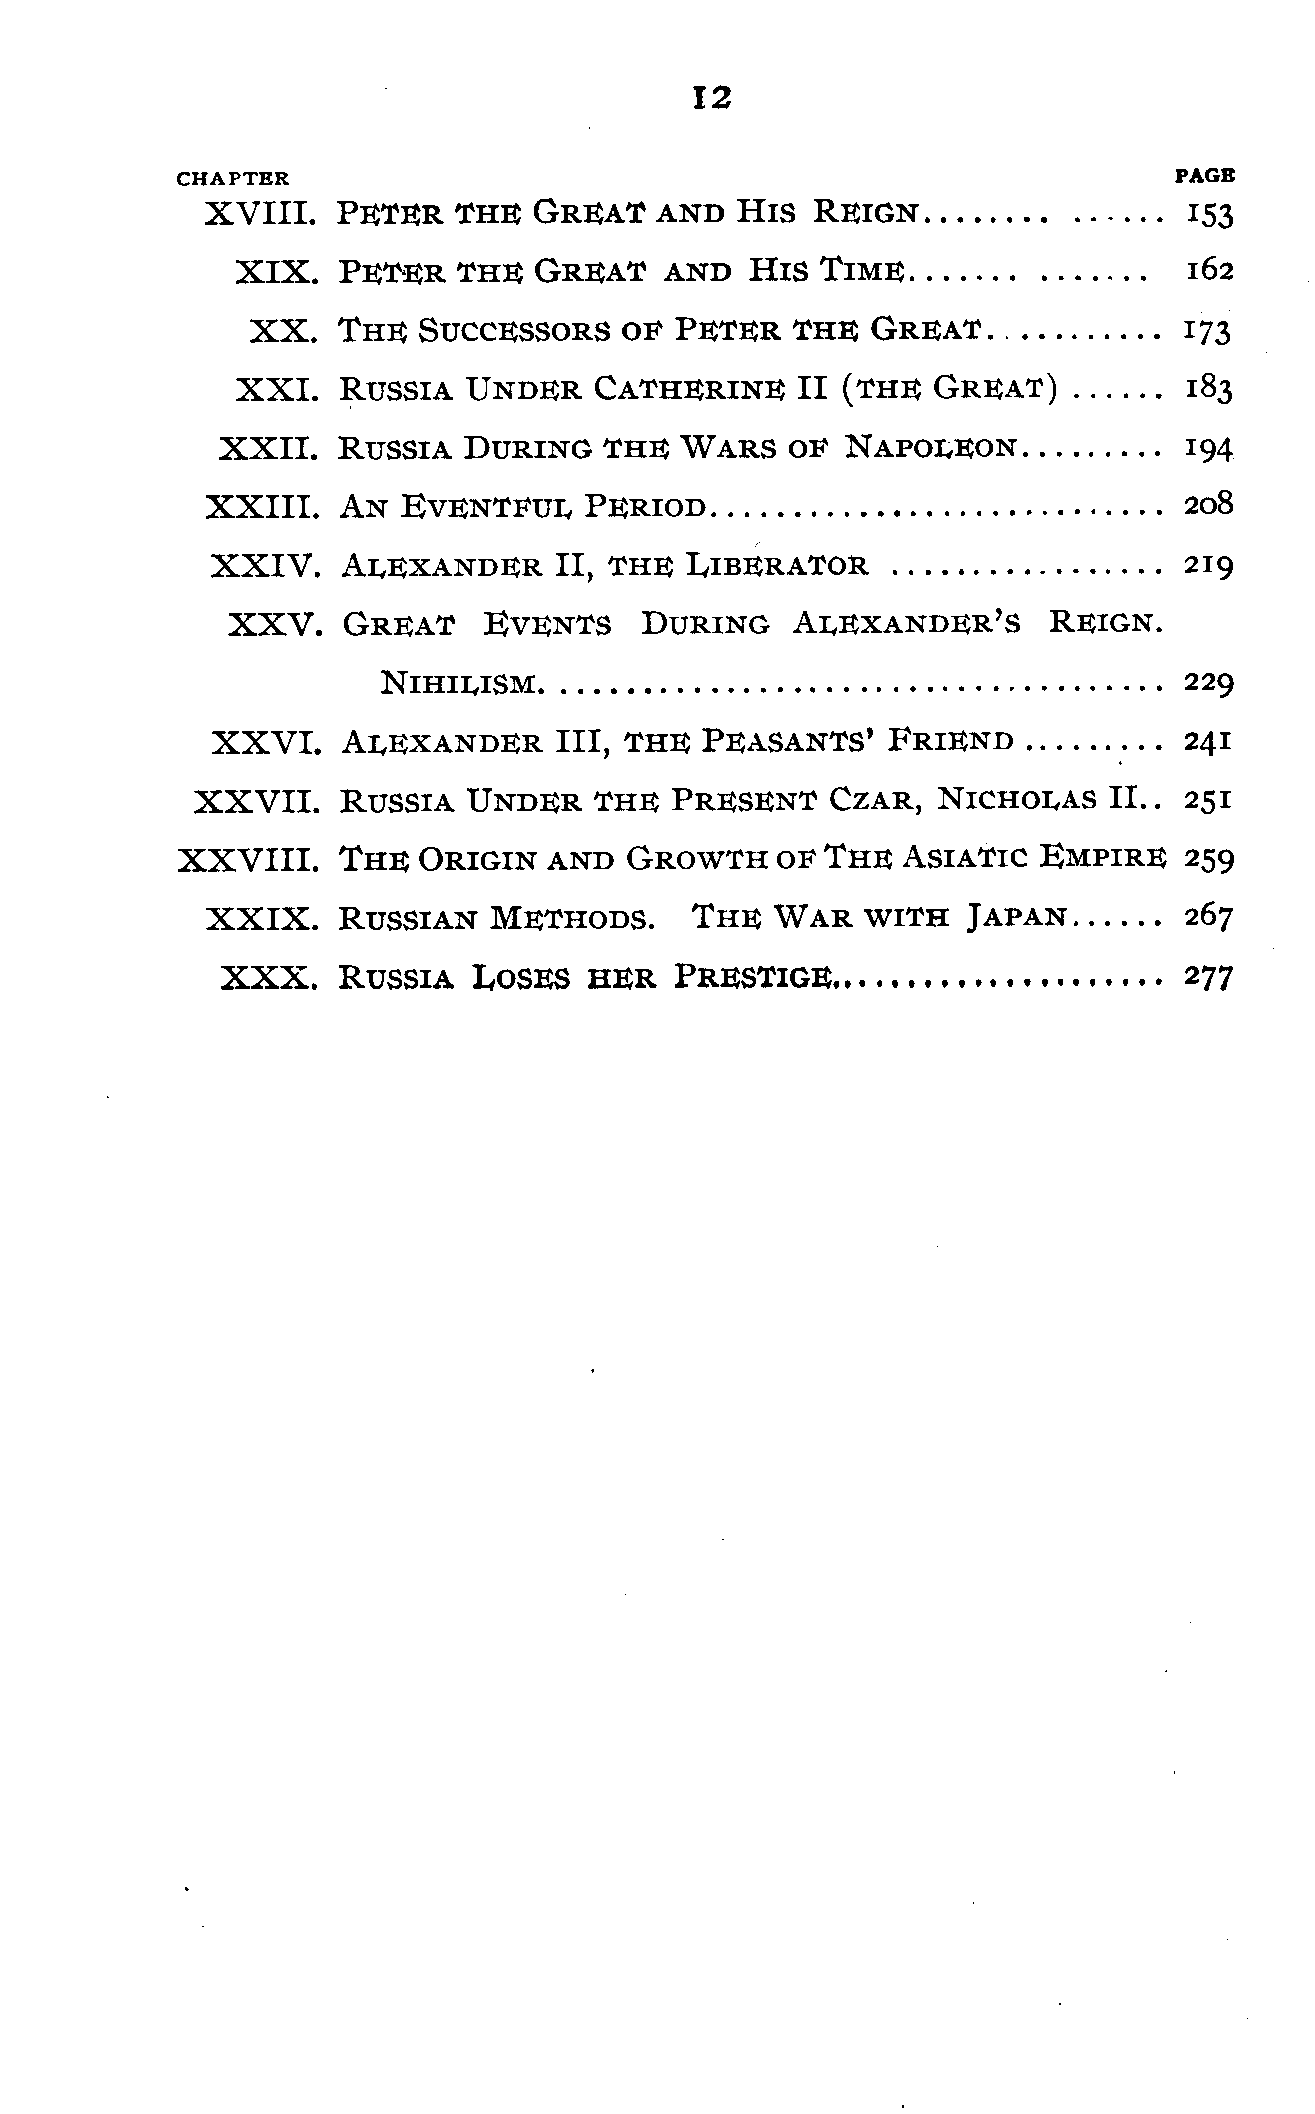 12
CHAPTER PAGE
XVIII. PETER THE GREAT AND HIS REIGN........ ...... 153
XIX. PETER THE GREAT AND HIS TIME....... ....... 162
XX. THE SUCCESSORS OF PETER THE GREAT........... 173
XXI. RUSSIA UNDER CATHERINE II (THE GREAT) ...... 183
XXII. RUSSIA DURING THE WARS OF NAPOLEON......... 194
XXIII. AN EVENTFUL PERIOD............................ 208
XXIV. ALEXANDER II, THE LIBERATOR ................. 219
XXV. GREAT EVENTS DURING ALEXANDER'S REIGN.
NIHILISM. ..................................... 229
XXVI. ALEXANDER III, THE PEASANTS' FRIEND ......... 241
XXVII. RUSSIA UNDER THE PRESENT CZAR, NICHOLAS II.. 251
XXVIII. THE ORIGIN AND GROWTH OF THE ASIATIC EMPIRE 259
XXIX. RUSSIAN METHODS. THE WAR WITH JAPAN...... 267
XXX. RUSSIA LOSES HER PRESTIGE..................... 277